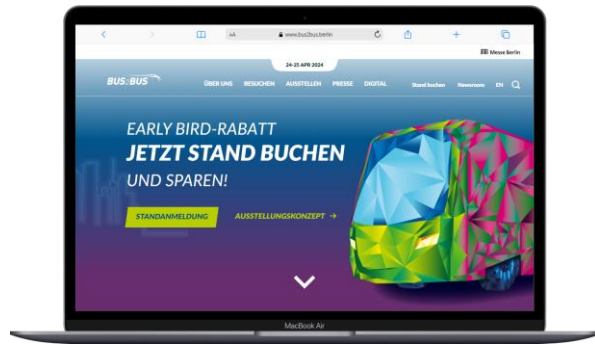 AA www.bus2bus.berlin
Messe Berlin
24-25 APR 2024
BUS2BUS ÜBER UNS BESUCHEN AUSSTELLEN PRESSE DIGITAL Stand buchen Newsroom EN
EARLY BIRD-RABATT
JETZT STAND BUCHEN
UND SPAREN!
STANDANMELDUNG AUSSTELLUNGSKONZEPT →
MacBook Air